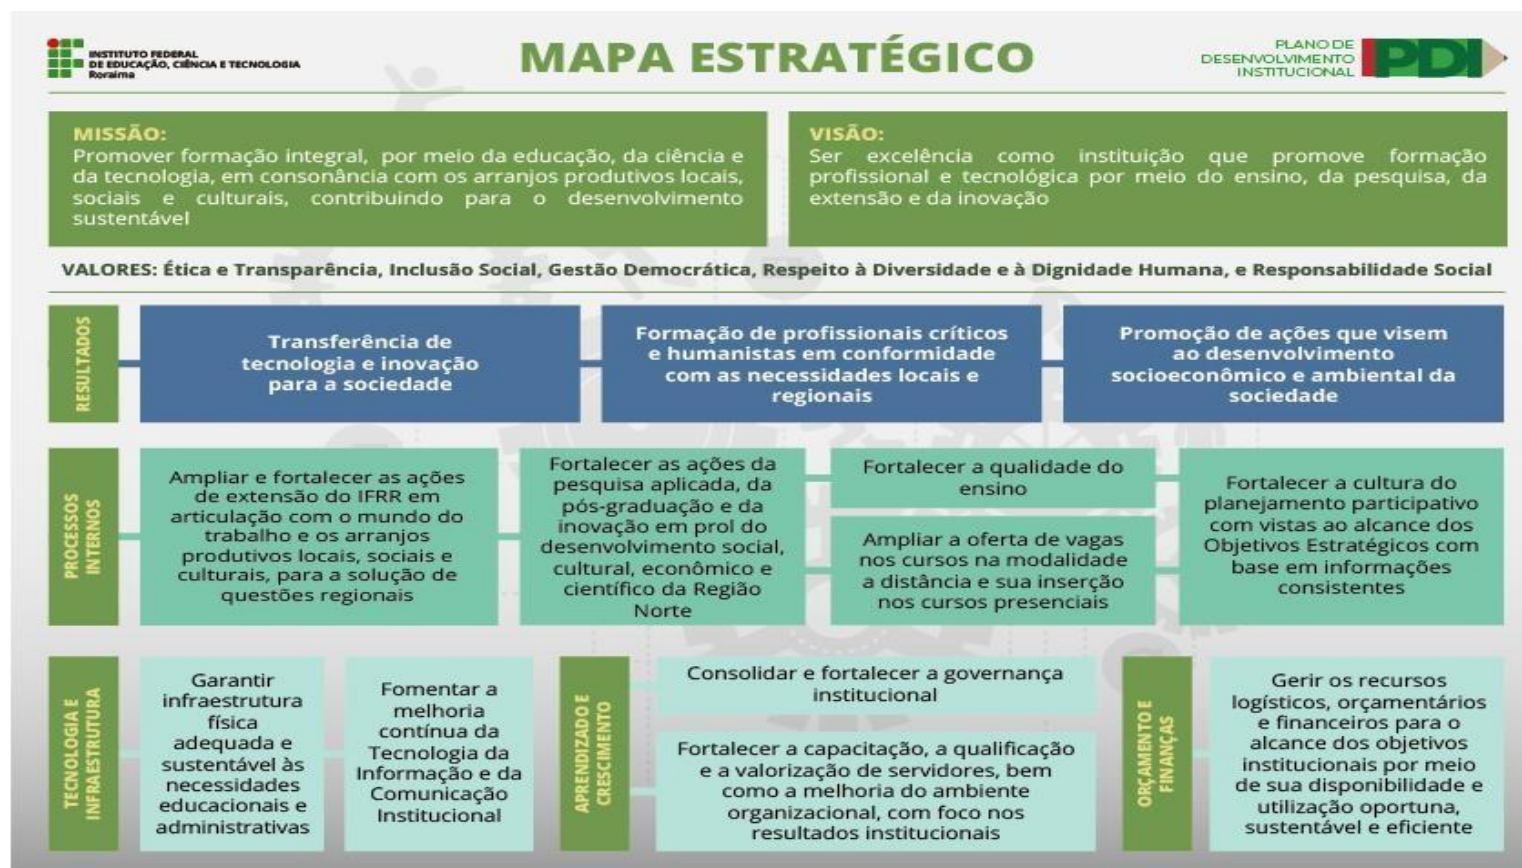 INSTITUTO FEDERAL
DE EDUCAÇÃO, CIÊNCIA E TECNOLOGIA
Roraima
MAPA ESTRATÉGICO
PLANO DE
DESENVOLVIMENTO
INSTITUCIONAL
PDI
MISSÃO:
Promover formação integral, por meio da educação, da ciência e
da tecnologia, em consonância com os arranjos produtivos locais,
sociais e culturais, contribuindo para o desenvolvimento
sustentável
VISÃO:
Ser excelência como instituição que promove formação
profissional e tecnológica por meio do ensino, da pesquisa, da
extensão e da inovação
VALORES: Ética e Transparência, Inclusão Social, Gestão Democrática, Respeito à Diversidade e à Dignidade Humana, e Responsabilidade Social
RESULTADOS
Transferência de
tecnologia e inovação
para a sociedade
Formação de profissionais críticos
e humanistas em conformidade
com as necessidades locais e
regionais
Promoção de ações que visem
ao desenvolvimento
socioeconômico e ambiental da
sociedade
PROCESSOS
INTERNOS
Ampliar e fortalecer as ações
de extensão do IFRR em
articulação com o mundo do
trabalho e os arranjos
produtivos locais, sociais e
culturais, para a solução de
questões regionais
Fortalecer as ações da
pesquisa aplicada, da
pós-graduação e da
inovação em prol do
desenvolvimento social,
cultural, econômico e
científico da Região
Norte
Fortalecer a qualidade do
ensino
Ampliar a oferta de vagas
nos cursos na modalidade
a distância e sua inserção
nos cursos presenciais
Fortalecer a cultura do
planejamento participativo
com vistas ao alcance dos
Objetivos Estratégicos com
base em informações
consistentes
TECNOLOGIA E
INFRAESTRUTURA
Garantir
infraestrutura
física
adequada e
sustentável às
necessidades
educacionais e
administrativas
Fomentar a
melhoria
contínua da
Tecnologia da
Informação e da
Comunicação
Institucional
APRENDIZADO E
CRESCIMENTO
Consolidar e fortalecer a governança
institucional
Fortalecer a capacitação, a qualificação
e a valorização de servidores, bem
como a melhoria do ambiente
organizacional, com foco nos
resultados institucionais
ORÇAMENTO E
FINANÇAS
Gerir os recursos
logísticos, orçamentários
e financeiros para o
alcance dos objetivos
institucionais por meio
de sua disponibilidade e
utilização oportuna,
sustentável e eficiente